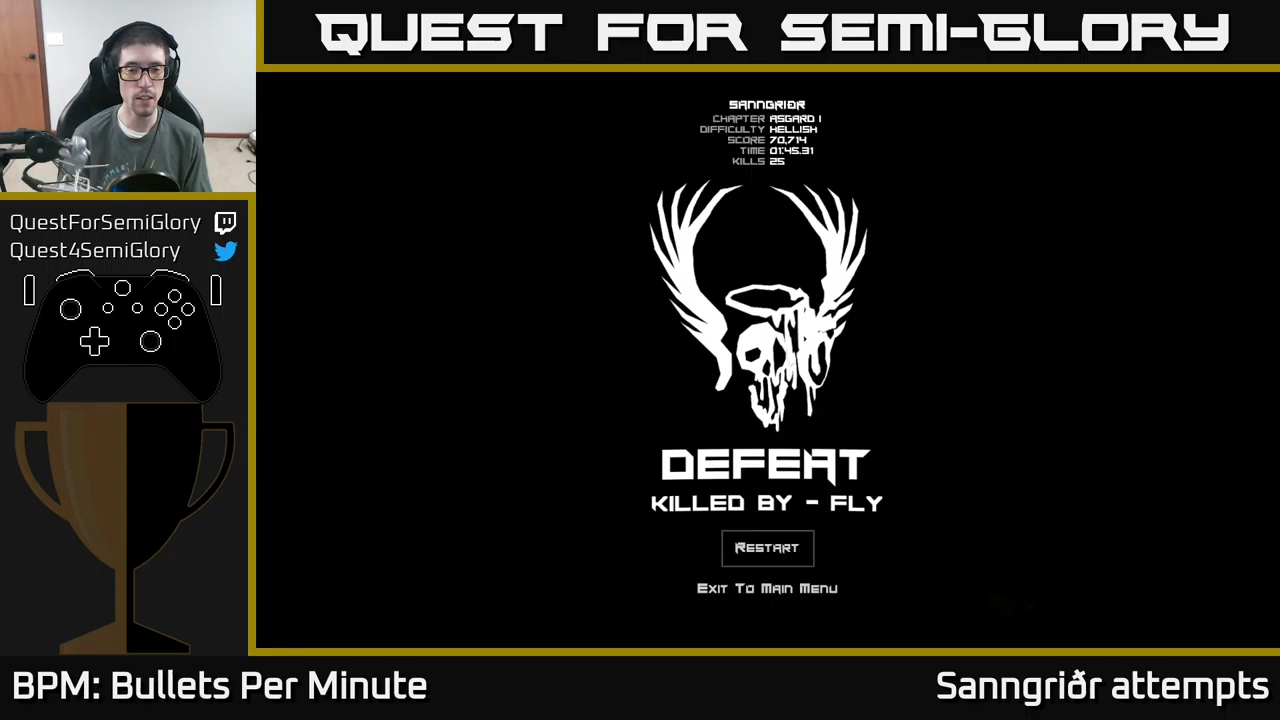 QUEST FOR SEMI-GLORY
SANNGRIÐR
CHAPTER ASGARD I
DIFFICULTY HELLISH
SCORE 70,714
TIME 01:45.31
KILLS 25
QuestForSemiGlory
Quest4SemiGlory
DEFEAT
KILLED BY - FLY
RESTART
EXIT TO MAIN MENU
BPM: Bullets Per Minute
Sanngriðr attempts